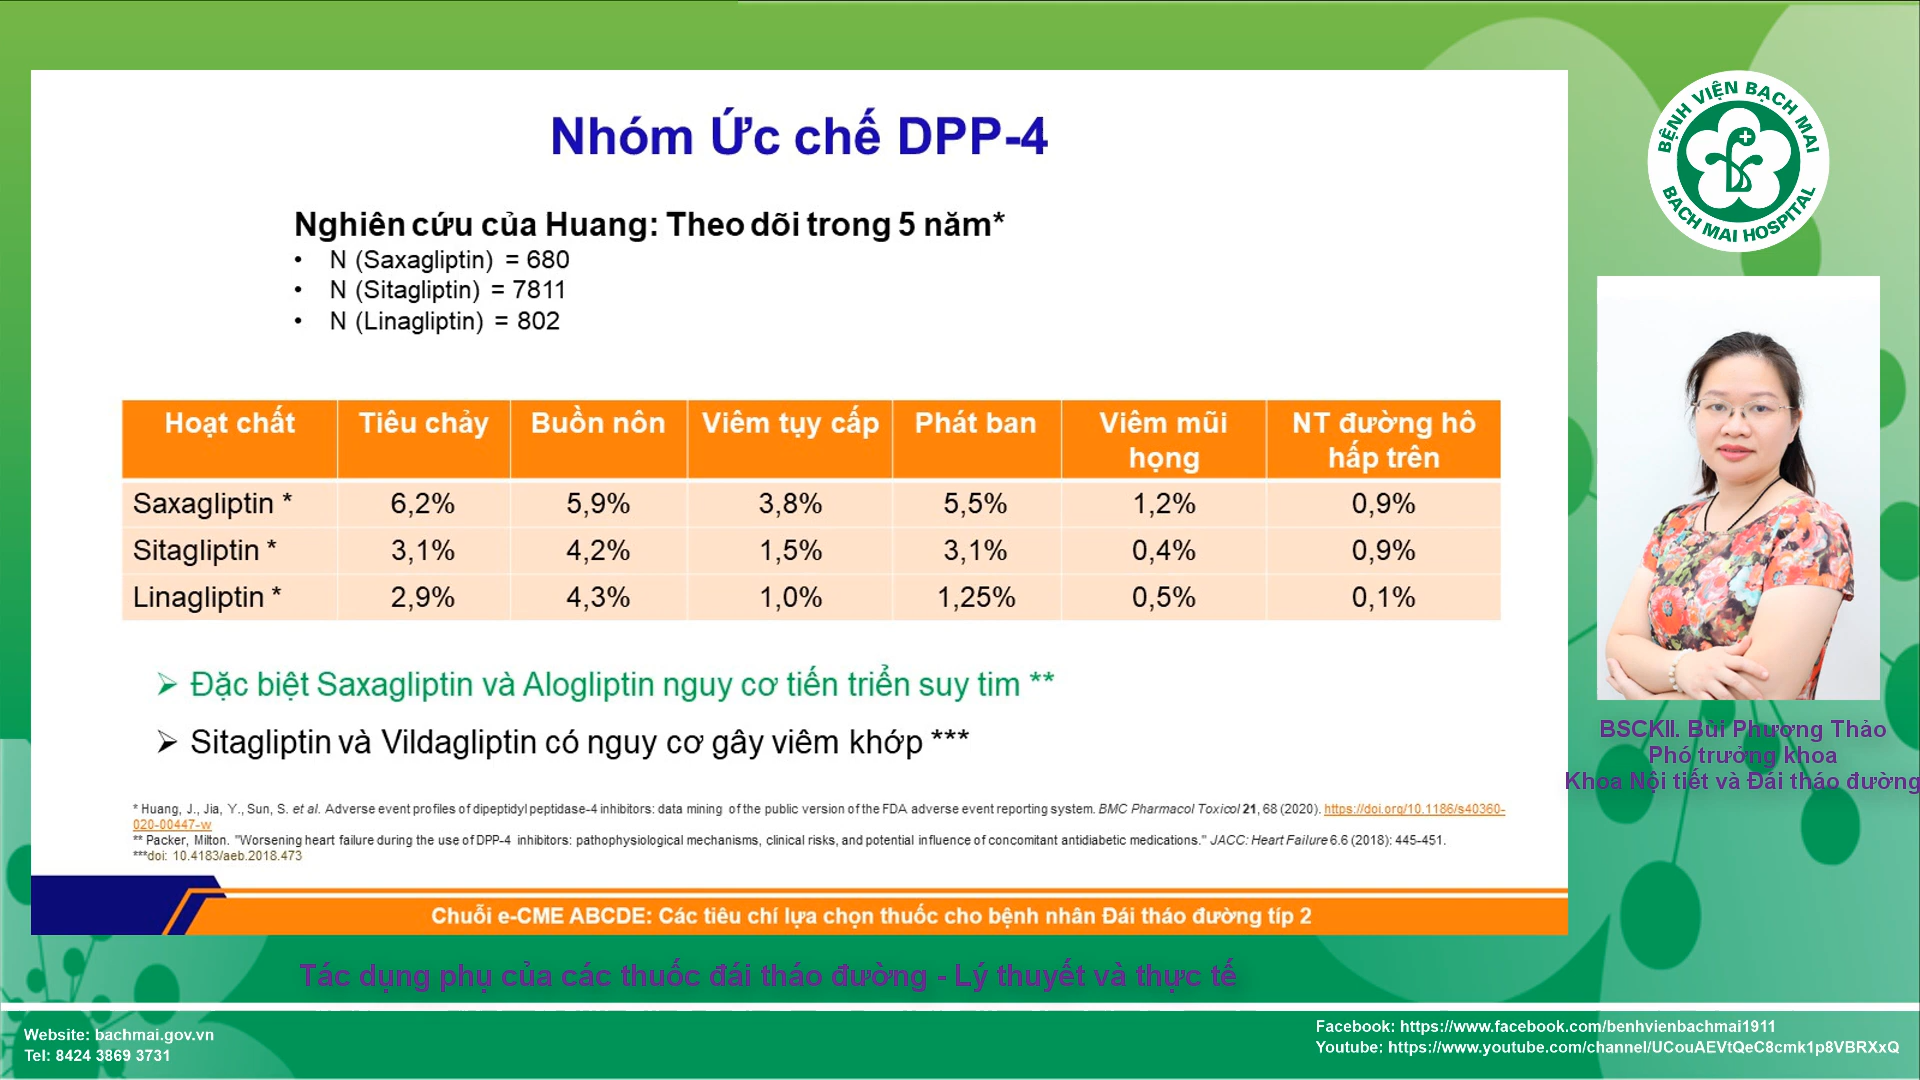 Nhóm Ức chế DPP-4
Nghiên cứu của Huang: Theo dõi trong 5 năm*
• N (Saxagliptin) = 680
• N (Sitagliptin) = 7811
• N (Linagliptin) = 802
Hoạt chất Tiêu chảy Buồn nôn Viêm tụy cấp Phát ban Viêm mũi họng NT đường hô hấp trên
Saxagliptin * 6,2% 5,9% 3,8% 5,5% 1,2% 0,9%
Sitagliptin * 3,1% 4,2% 1,5% 3,1% 0,4% 0,9%
Linagliptin * 2,9% 4,3% 1,0% 1,25% 0,5% 0,1%
➢ Đặc biệt Saxagliptin và Alogliptin nguy cơ tiến triển suy tim **
➢ Sitagliptin và Vildagliptin có nguy cơ gây viêm khớp ***
* Huang, J., Jia, Y., Sun, S. et al. Adverse event profiles of dipeptidyl peptidase-4 inhibitors: data mining of the public version of the FDA adverse event reporting system. BMC Pharmacol Toxicol 21, 68 (2020). https://doi.org/10.1186/s40360-
020-00447-w
** Packer, Milton. "Worsening heart failure during the use of DPP-4 inhibitors: pathophysiological mechanisms, clinical risks, and potential influence of concomitant antidiabetic medications." JACC: Heart Failure 6.6 (2018): 445-451.
***doi: 10.4183/aeb.2018.473
Chuỗi e-CME ABCDE: Các tiêu chí lựa chọn thuốc cho bệnh nhân Đái tháo đường típ 2
BỆNH VIỆN BẠCH MAI
BACH MAI HOSPITAL
BSCKII. Bùi Phương Thảo
Phó trưởng khoa
Khoa Nội tiết và Đái tháo đường
Tác dụng phụ của các thuốc đái tháo đường - Lý thuyết và thực tế
Website: bachmai.gov.vn
Tel: 8424 3869 3731
Facebook: https://www.facebook.com/benhvienbachmai1911
Youtube: https://www.youtube.com/channel/UCouAEVtQeC8cmk1p8VBRXxQ